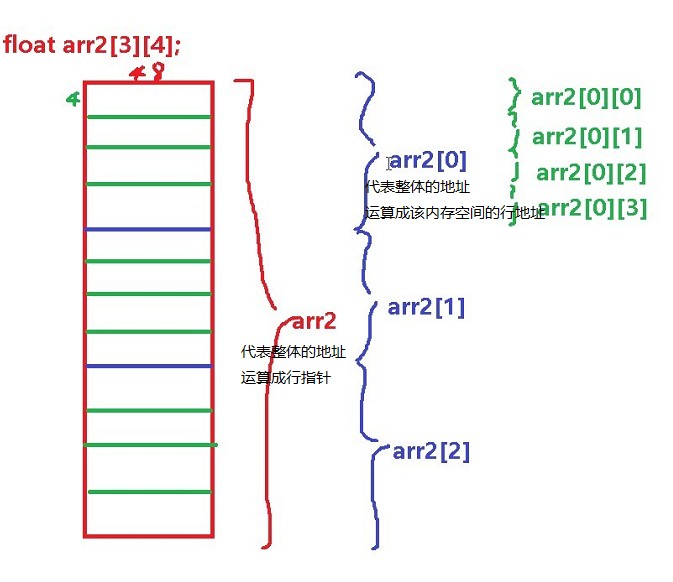 float arr2[3][4];
48
4
arr2[0]
代表整体的地址
运算成该内存空间的行地址
arr2[0][0]
arr2[0][1]
arr2[0][2]
arr2[0][3]
arr2
代表整体的地址
运算成行指针
arr2[1]
arr2[2]